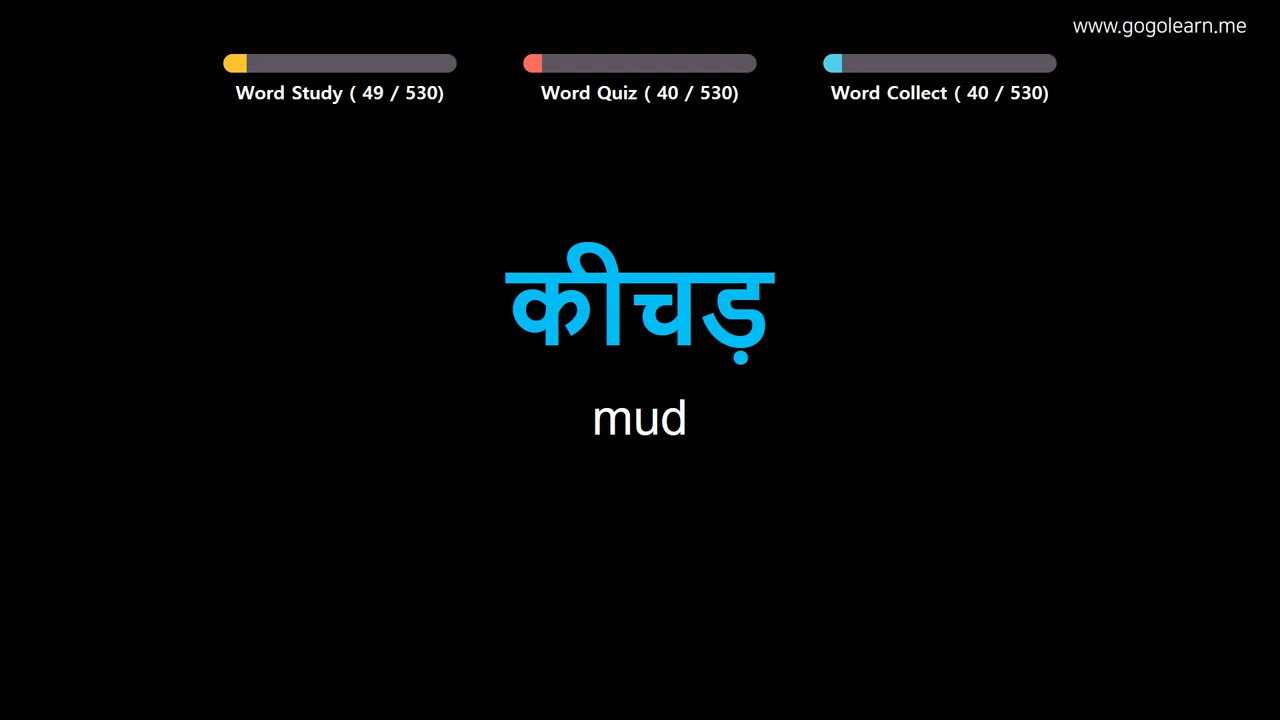 www.gogolearn.me
Word Study ( 49 / 530)
Word Quiz ( 40 / 530)
Word Collect ( 40 / 530)
कीचड़
mud